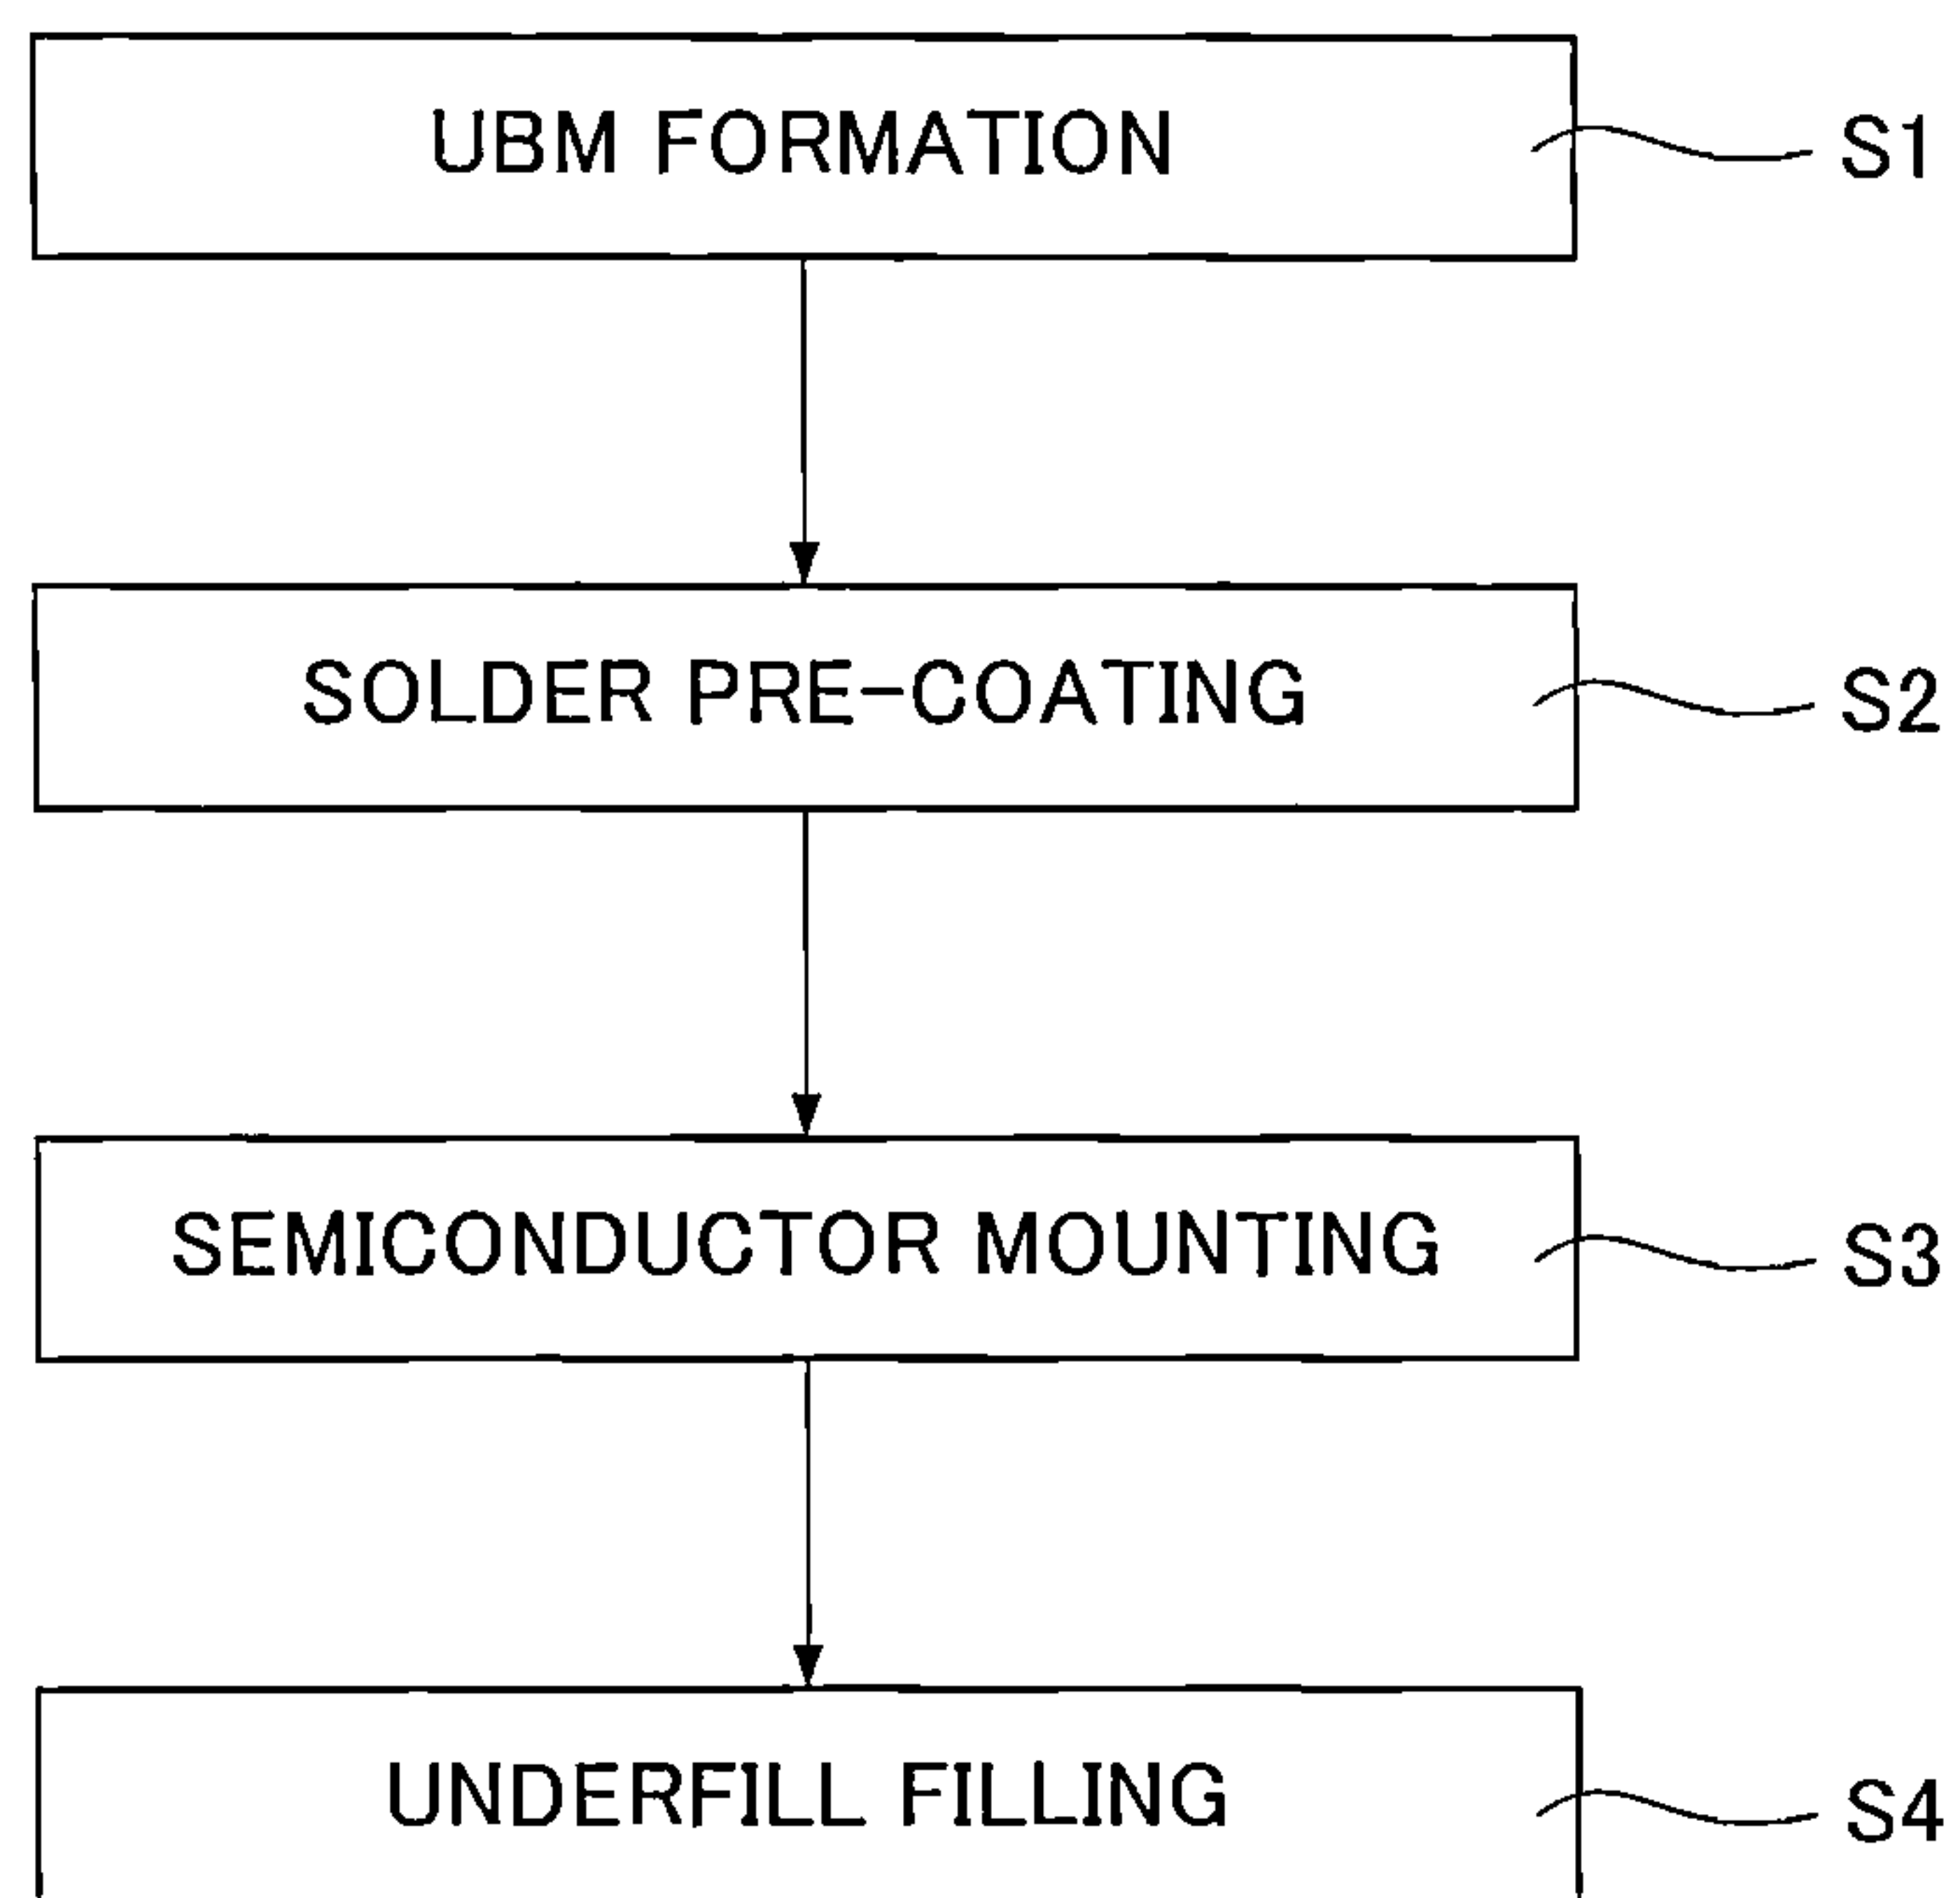 UBM FORMATION S1
SOLDER PRE-COATING S2
SEMICONDUCTOR MOUNTING S3
UNDERFILL FILLING S4